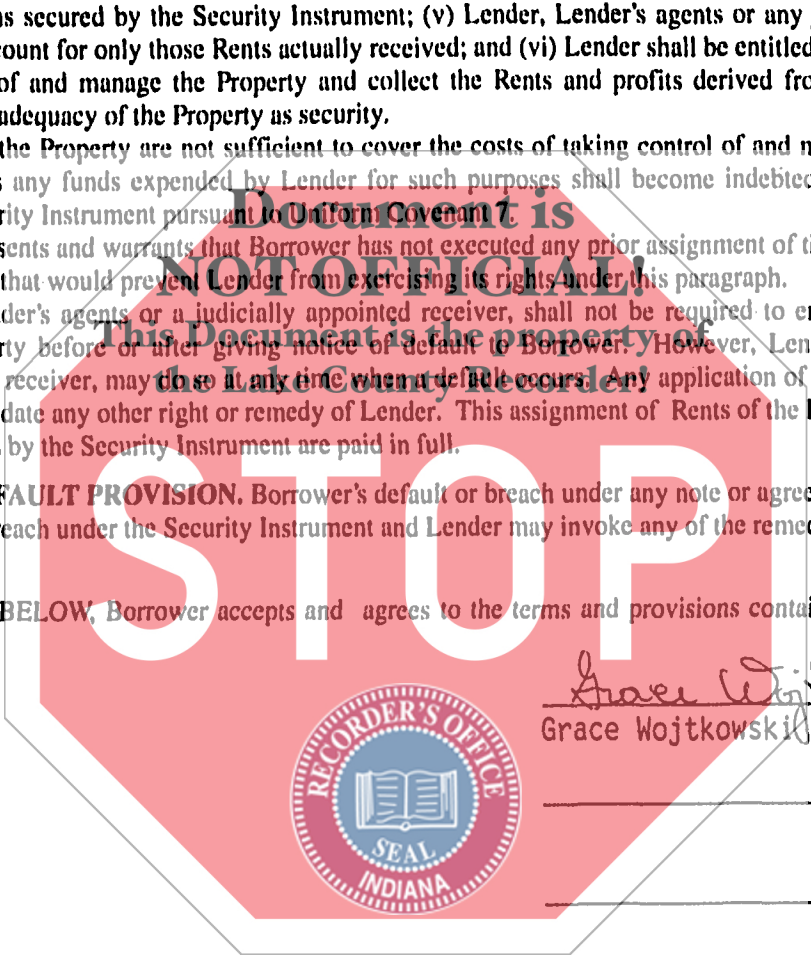 ns secured by the Security Instrument; (v) Lender, Lender's agents or any
count for only those Rents actually received; and (vi) Lender shall be entitled
of and manage the Property and collect the Rents and profits derived fro
adequacy of the Property as security.
the Property are not sufficient to cover the costs of taking control of and m
s any funds expended by Lender for such purposes shall become indebted
rity Instrument pursuant to Uniform Covenant 7.
sents and warrants that Borrower has not executed any prior assignment of t
that would prevent Lender from exercising its rights under this paragraph.
der's agents or a judicially appointed receiver, shall not be required to e
rty before or after giving notice of default to Borrower. However, Len
receiver, may do so at any time when a default occurs. Any application of
date any other right or remedy of Lender. This assignment of Rents of the
by the Security Instrument are paid in full.
FAULT PROVISION. Borrower's default or breach under any note or agree
reach under the Security Instrument and Lender may invoke any of the remed
BELOW, Borrower accepts and agrees to the terms and provisions contai
Document is
NOT OFFICIAL!
This Document is the property of
the Lake County Recorder!
STOP
Grace Woj
Grace Wojtkowski
RECORDER'S OFFICE
SEAL
INDIANA